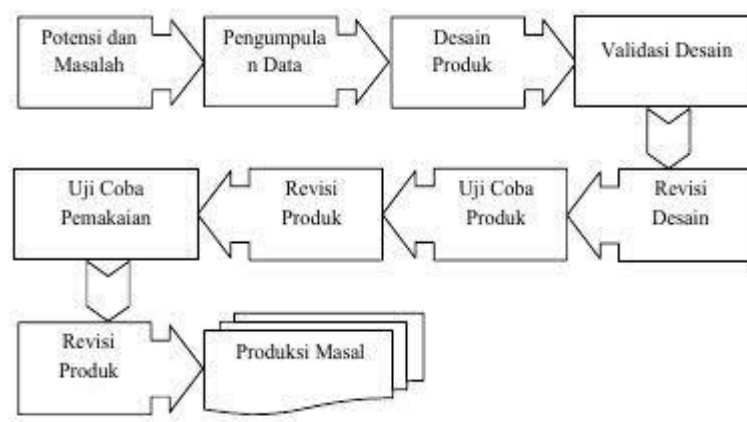 Potensi dan
Masalah
Pengumpula
n Data
Desain
Produk
Validasi Desain
Revisi
Desain
Uji Coba
Produk
Revisi
Produk
Uji Coba
Pemakaian
Revisi
Produk
Produksi Masal